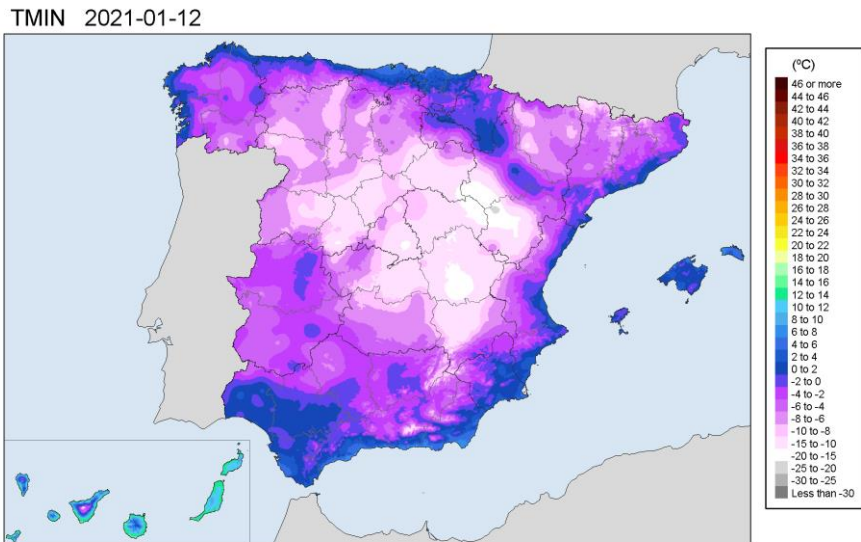 TMIN 2021-01-12
(ºC)
46 or more
44 to 46
42 to 44
40 to 42
38 to 40
36 to 38
34 to 36
32 to 34
30 to 32
28 to 30
26 to 28
24 to 26
22 to 24
20 to 22
18 to 20
16 to 18
14 to 16
12 to 14
10 to 12
8 to 10
6 to 8
4 to 6
2 to 4
0 to 2
-2 to 0
-4 to -2
-6 to -4
-8 to -6
-10 to -8
-15 to -10
-20 to -15
-25 to -20
-30 to -25
Less than -30